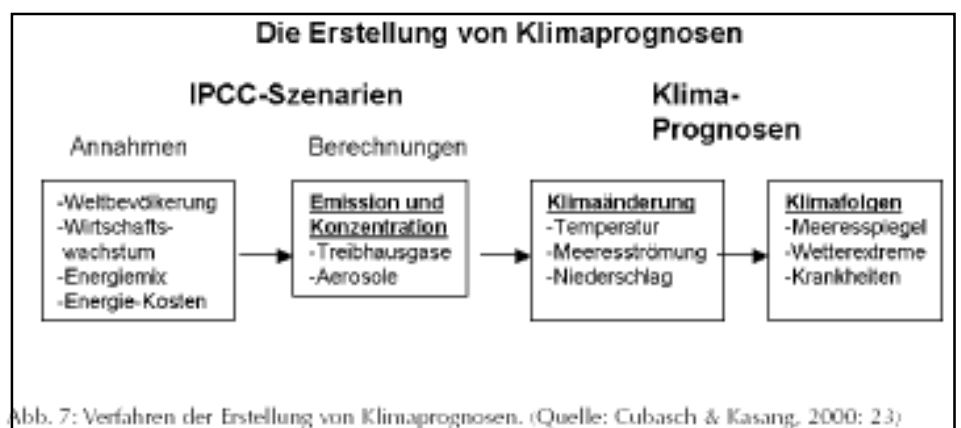 Die Erstellung von Klimaprognosen
IPCC-Szenarien
Klima-
Prognosen
Annahmen
Berechnungen
-Weltbevölkerung
-Wirtschafts-
wachstum
-Energiemix
-Energie-Kosten
Emission und
Konzentration
-Treibhausgase
-Aerosole
Klimaänderung
-Temperatur
-Meeresströmung
-Niederschlag
Klimafolgen
-Meeresspiegel
-Wetterextreme
-Krankheiten
Abb. 7: Verfahren der Erstellung von Klimaprognosen. (Quelle: Cubasch & Kasang, 2000: 23)